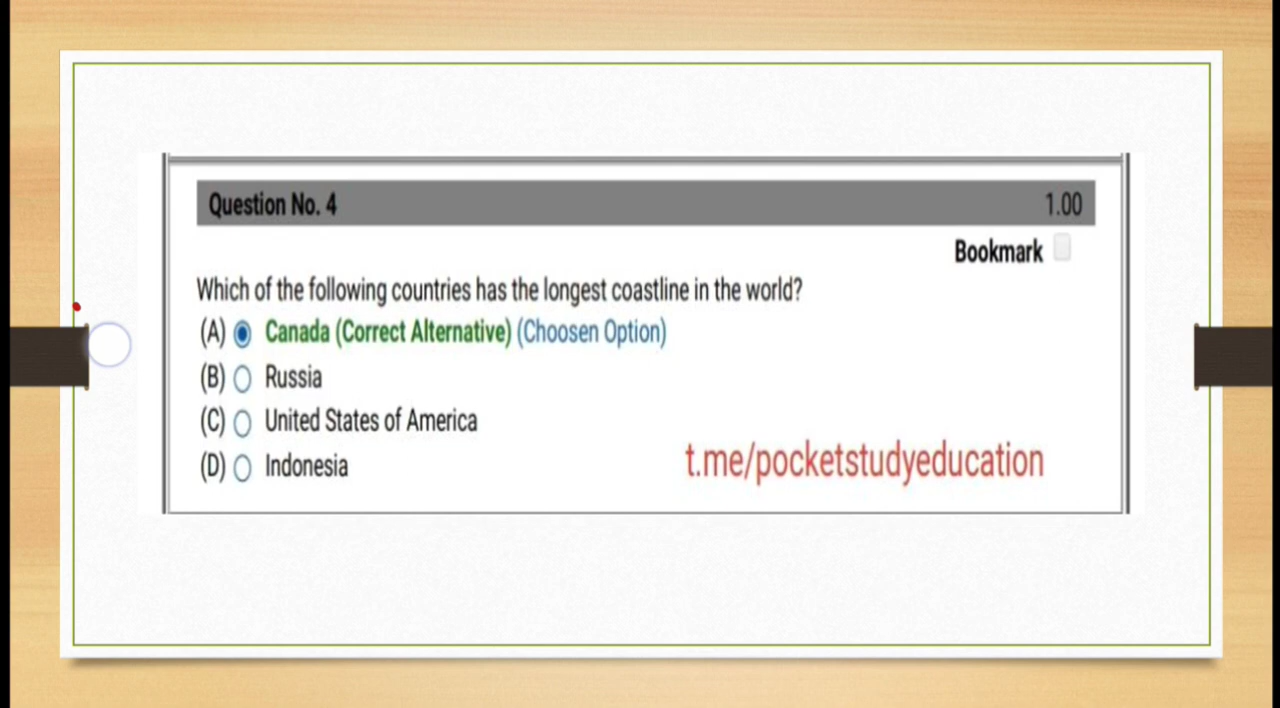 Question No. 4 1.00
Bookmark
Which of the following countries has the longest coastline in the world?
(A) Canada (Correct Alternative) (Choosen Option)
(B) Russia
(C) United States of America
(D) Indonesia
t.me/pocketstudyeducation